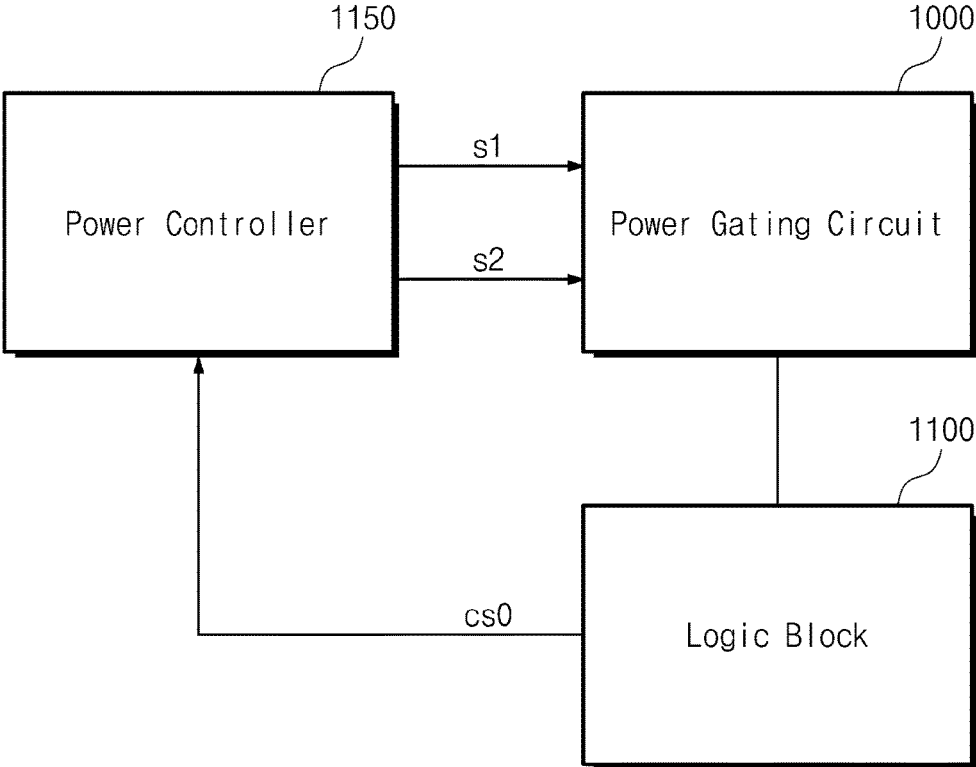 1150
1000
s1
Power Controller
Power Gating Circuit
s2
1100
cs0
Logic Block